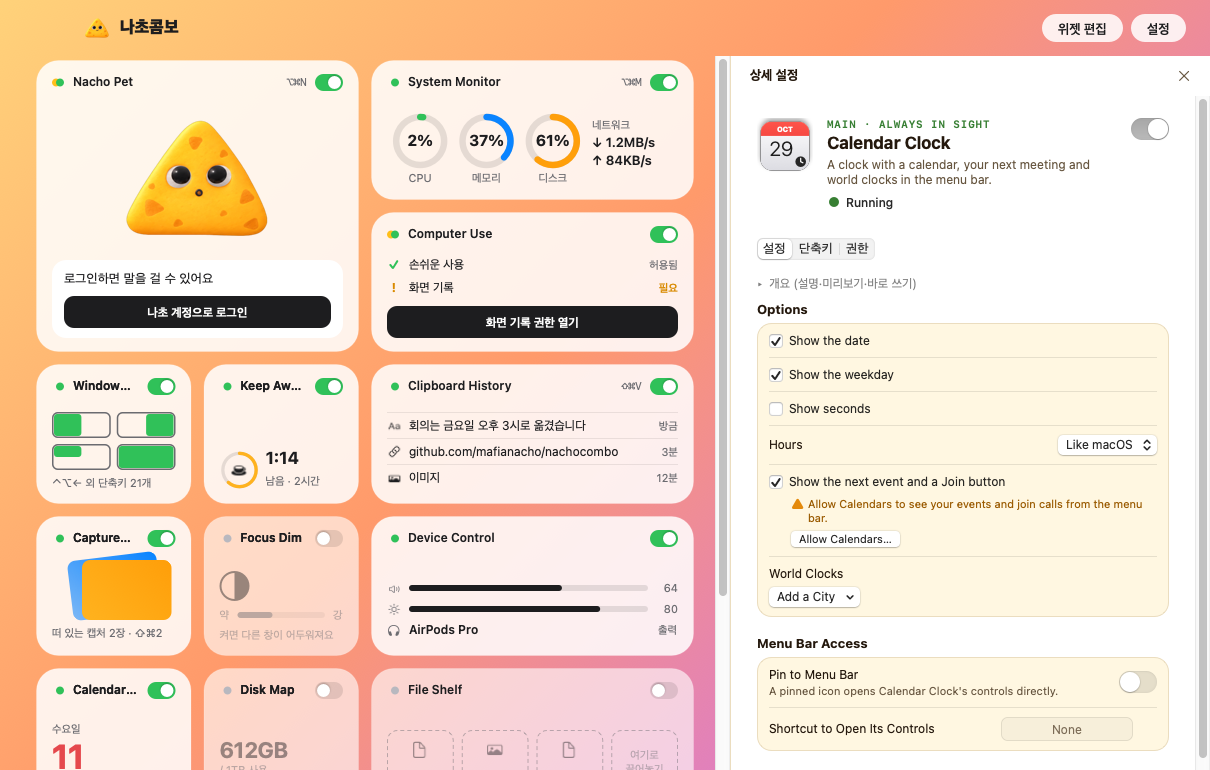 나초콤보
위젯 편집
설정
Nacho Pet
⌥⌘N
로그인하면 말을 걸 수 있어요
나초 계정으로 로그인
System Monitor
⌥⌘M
2%
37%
61%
CPU
메모리
디스크
네트워크
↓ 1.2MB/s
↑ 84KB/s
Computer Use
손쉬운 사용
허용됨
! 화면 기록
필요
화면 기록 권한 열기
Window...
^⌥← 외 단축키 21개
Keep Aw...
1:14
남음 · 2시간
Clipboard History
⇧⌘V
Aa 회의는 금요일 오후 3시로 옮겼습니다
방금
github.com/mafianacho/nachocombo
3분
이미지
12분
Capture...
떠 있는 캡처 2장 · ⇧⌘2
Focus Dim
약
강
켜면 다른 창이 어두워져요
Device Control
64
80
AirPods Pro
출력
Calendar...
수요일
11
Disk Map
612GB
/ 1TB 사용
File Shelf
여기로
끌어놓기
상세 설정
OCT
29
MAIN · ALWAYS IN SIGHT
Calendar Clock
A clock with a calendar, your next meeting and
world clocks in the menu bar.
Running
설정
단축키
권한
개요 (설명·미리보기·바로 쓰기)
Options
Show the date
Show the weekday
Show seconds
Hours
Like macOS
Show the next event and a Join button
Allow Calendars to see your events and join calls from the menu
bar.
Allow Calendars...
World Clocks
Add a City
Menu Bar Access
Pin to Menu Bar
A pinned icon opens Calendar Clock's controls directly.
Shortcut to Open Its Controls
None